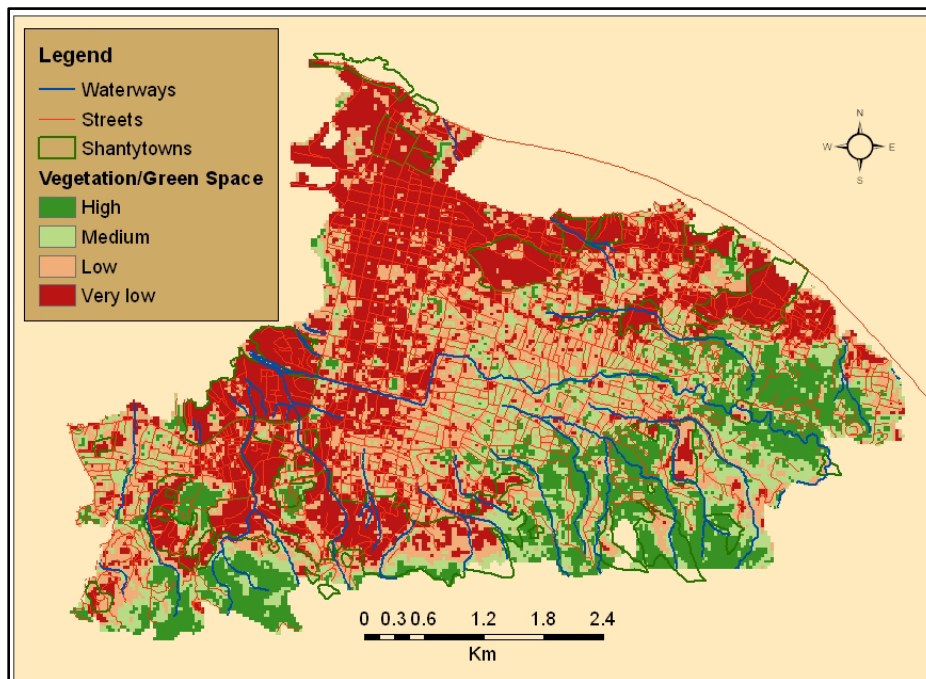 Legend
Waterways
Streets
Shantytowns
Vegetation/Green Space
High
Medium
Low
Very low
N
W E
S
0 0.3 0.6 1.2 1.8 2.4
Km